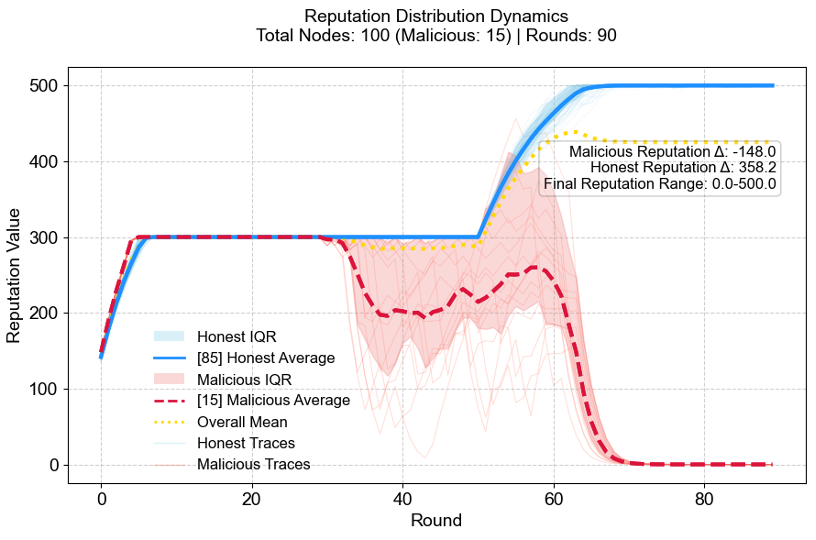 Reputation Distribution Dynamics
Total Nodes: 100 (Malicious: 15) | Rounds: 90
500
400
300
200
100
0
Reputation Value
Malicious Reputation Δ: -148.0
Honest Reputation Δ: 358.2
Final Reputation Range: 0.0-500.0
Honest IQR
[85] Honest Average
Malicious IQR
[15] Malicious Average
Overall Mean
Honest Traces
Malicious Traces
0
20
40
60
80
Round